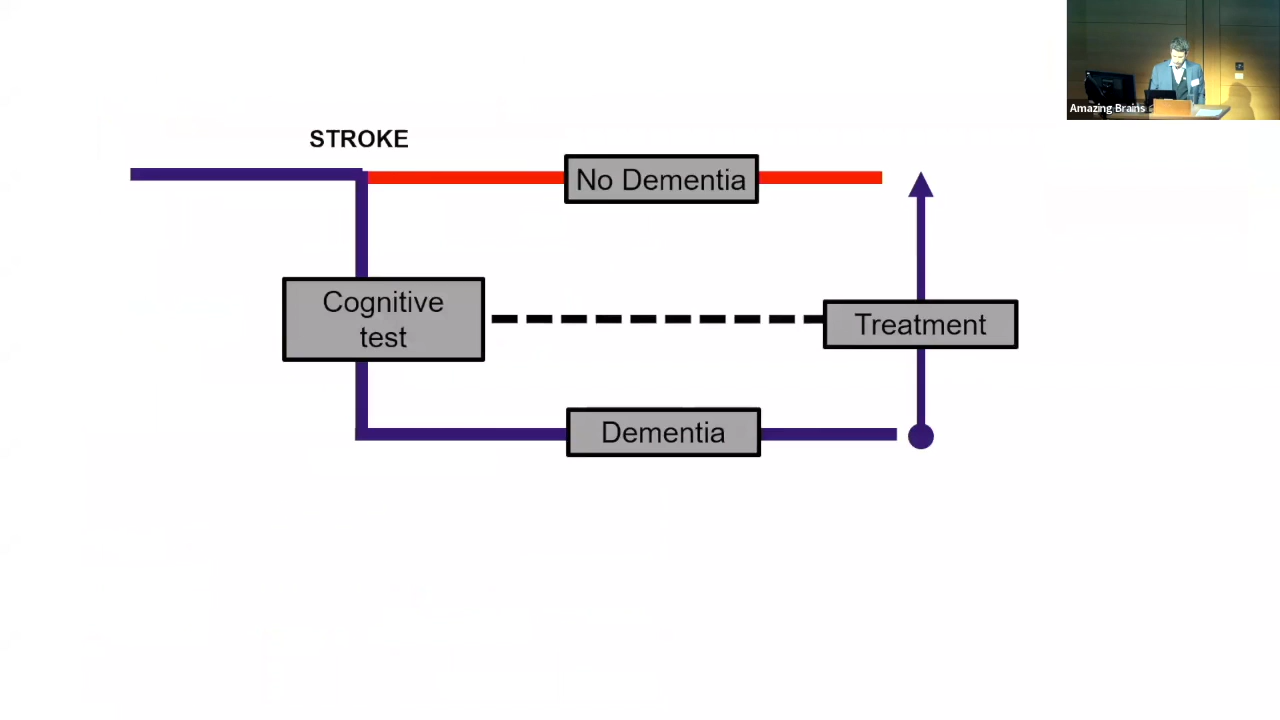 STROKE
No Dementia
Cognitive
test
Treatment
Dementia
Amazing Brains